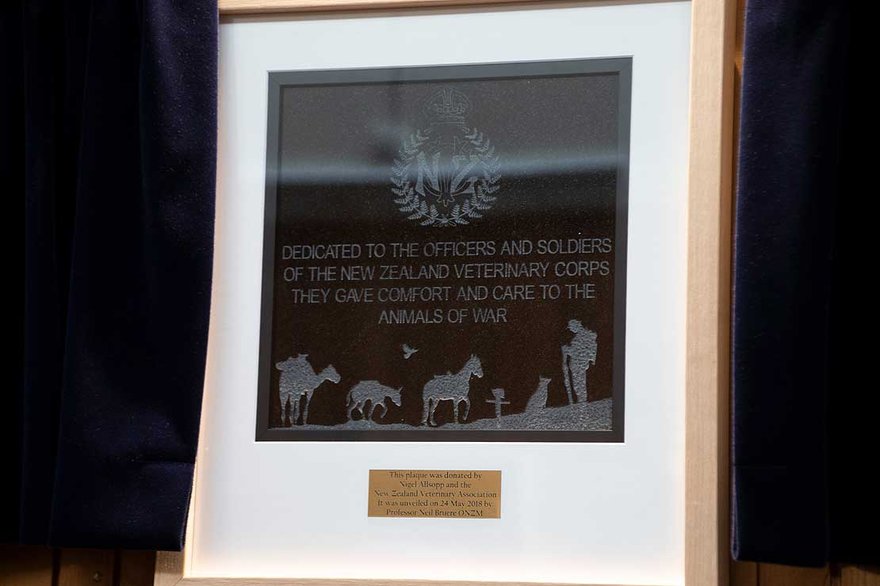 NZ
DEDICATED TO THE OFFICERS AND SOLDIERS
OF THE NEW ZEALAND VETERINARY CORPS
THEY GAVE COMFORT AND CARE TO THE
ANIMALS OF WAR
This plaque was donated by
Nigel Allsopp and the
New Zealand Veterinary Association
It was unveiled on 24 May 2018 by
Professor Neil Bruere ONZM